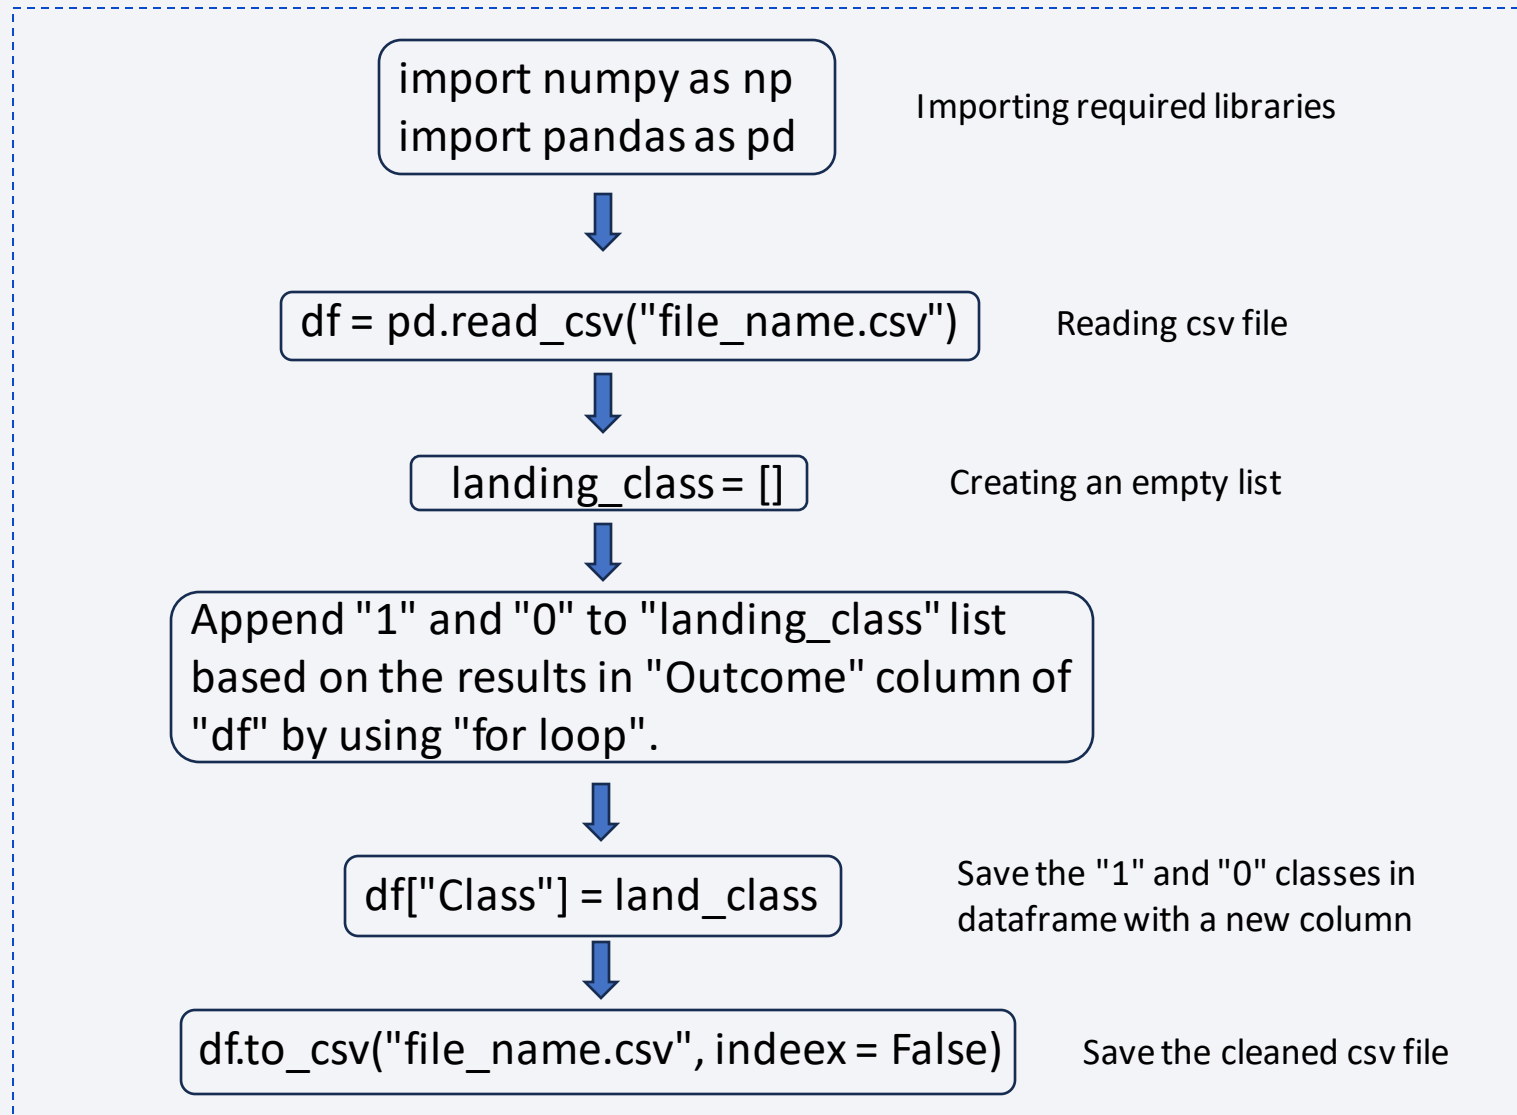 import numpy as np
import pandas as pd
Importing required libraries
df = pd.read_csv("file_name.csv")
Reading csv file
landing_class = []
Creating an empty list
Append "1" and "0" to "landing_class" list
based on the results in "Outcome" column of
"df" by using "for loop".
df["Class"] = land_class
Save the "1" and "0" classes in
dataframe with a new column
df.to_csv("file_name.csv", indeex = False)
Save the cleaned csv file